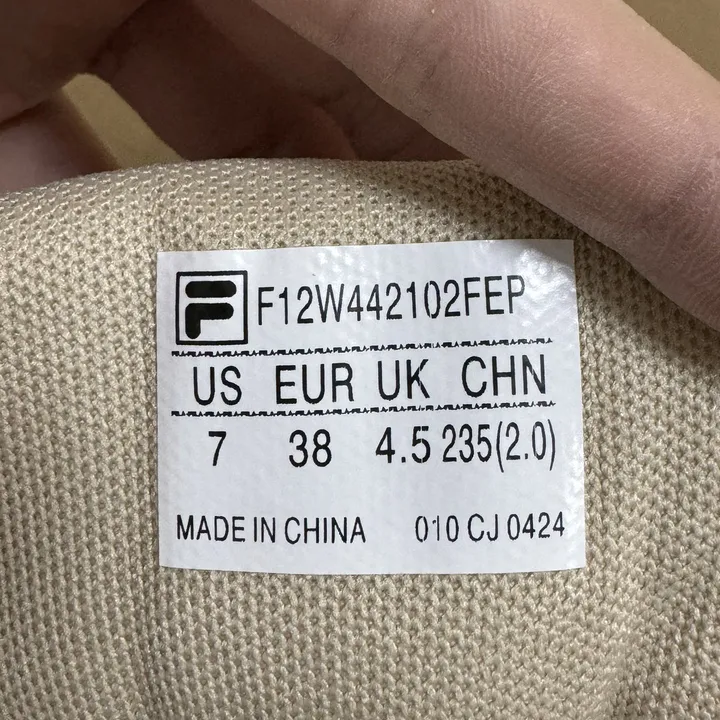 F12W442102FEP
US EUR UK CHN
7 38 4.5 235(2.0)
MADE IN CHINA 010 CJ 0424